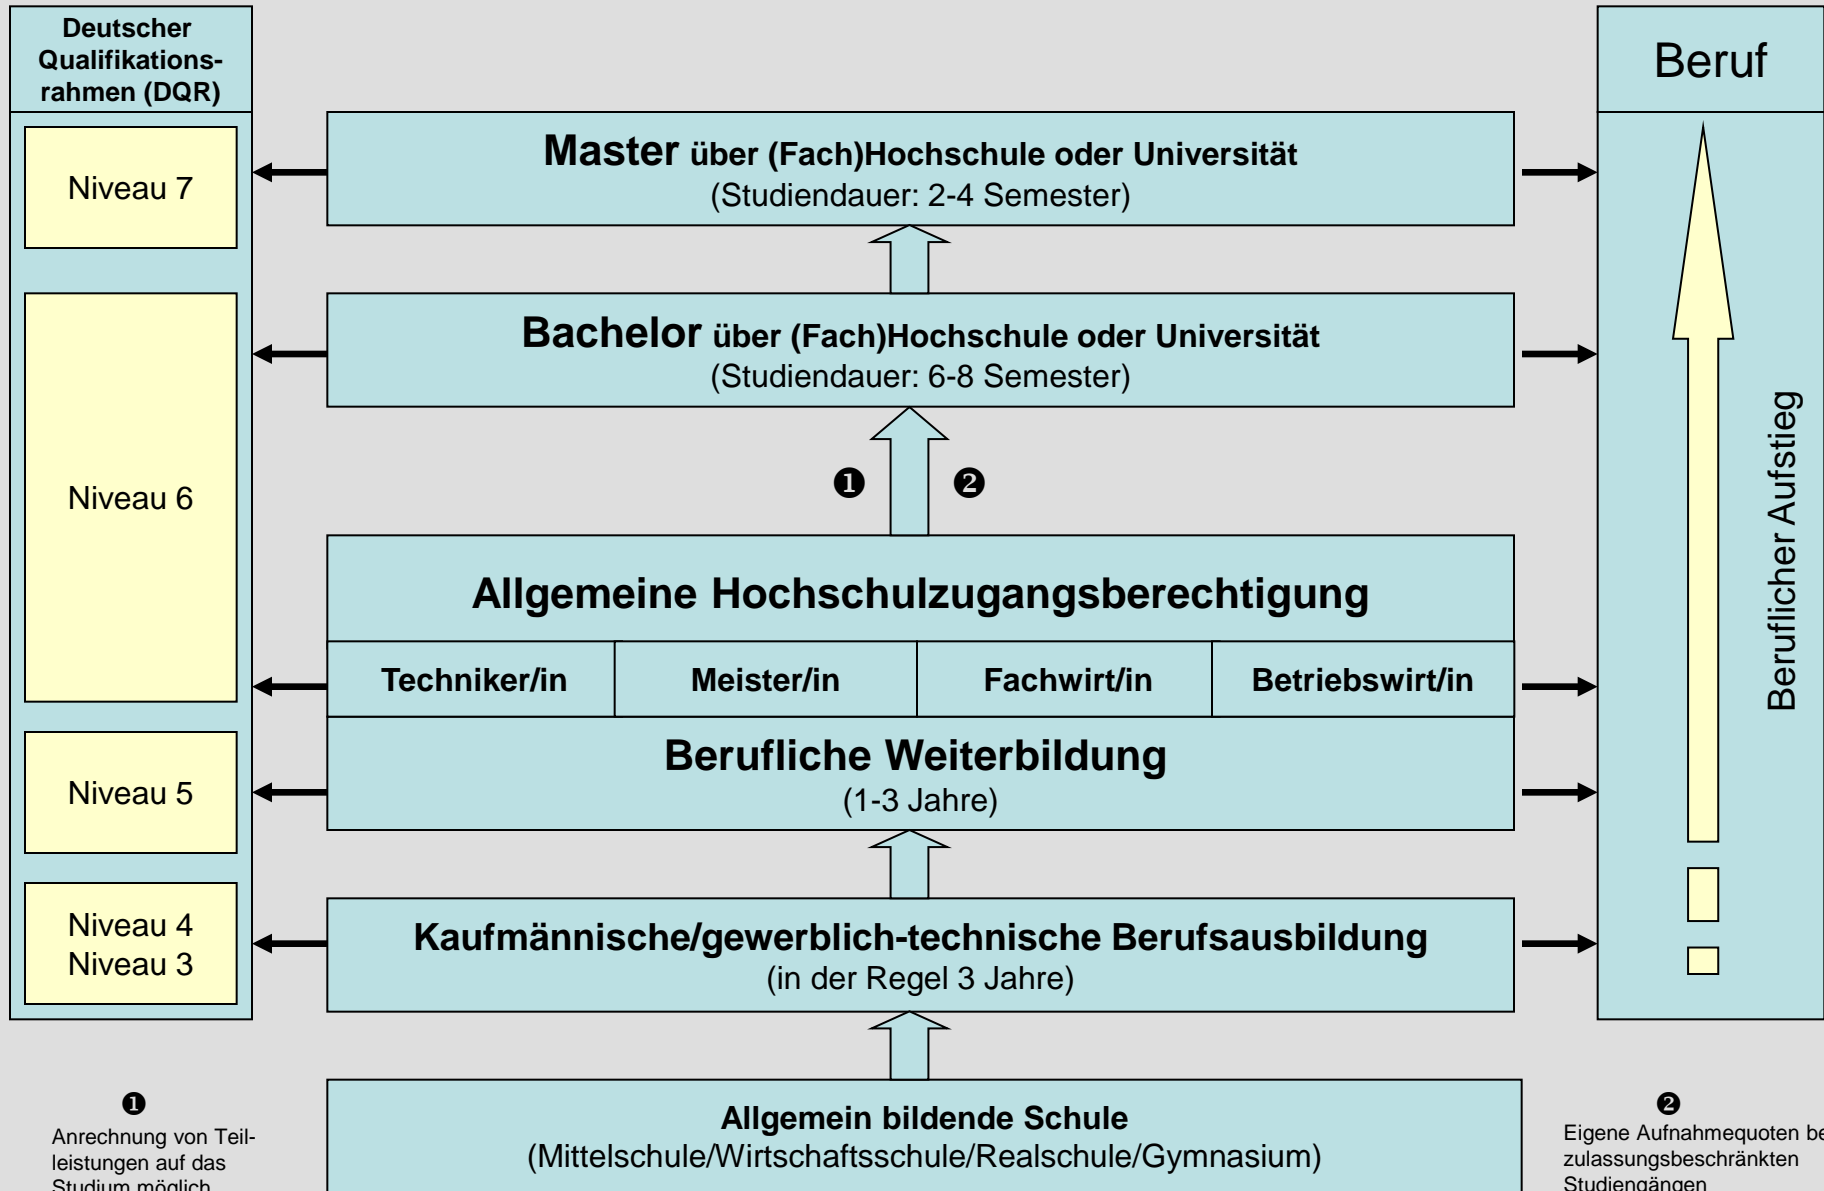 Deutscher
Qualifikations-
rahmen (DQR)
Beruf
Niveau 7
Master über (Fach)Hochschule oder Universität
(Studiendauer: 2-4 Semester)
Niveau 6
Bachelor über (Fach)Hochschule oder Universität
(Studiendauer: 6-8 Semester)
❶ ❷
Beruflicher Aufstieg
Allgemeine Hochschulzugangsberechtigung
Techniker/in Meister/in Fachwirt/in Betriebswirt/in
Niveau 5
Berufliche Weiterbildung
(1-3 Jahre)
Niveau 4
Niveau 3
Kaufmännische/gewerblich-technische Berufsausbildung
(in der Regel 3 Jahre)
Allgemein bildende Schule
(Mittelschule/Wirtschaftsschule/Realschule/Gymnasium)
❶
Anrechnung von Teil-
leistungen auf das
Studium möglich
❷
Eigene Aufnahmequoten be
zulassungsbeschränkten
Studiengängen